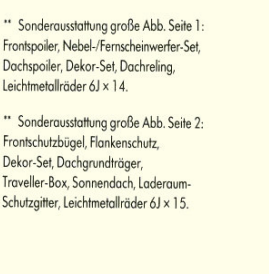 ** Sonderausstattung große Abb. Seite 1:
Frontspoiler, Nebel-/Fernscheinwerfer-Set,
Dachspoiler, Dekor-Set, Dachreling,
Leichtmetallräder 6J × 14.
** Sonderausstattung große Abb. Seite 2:
Frontschutzbügel, Flankenschutz,
Dekor-Set, Dachgrundträger,
Traveller-Box, Sonnendach, Laderaum-
Schutzgitter, Leichtmetallräder 6J × 15.